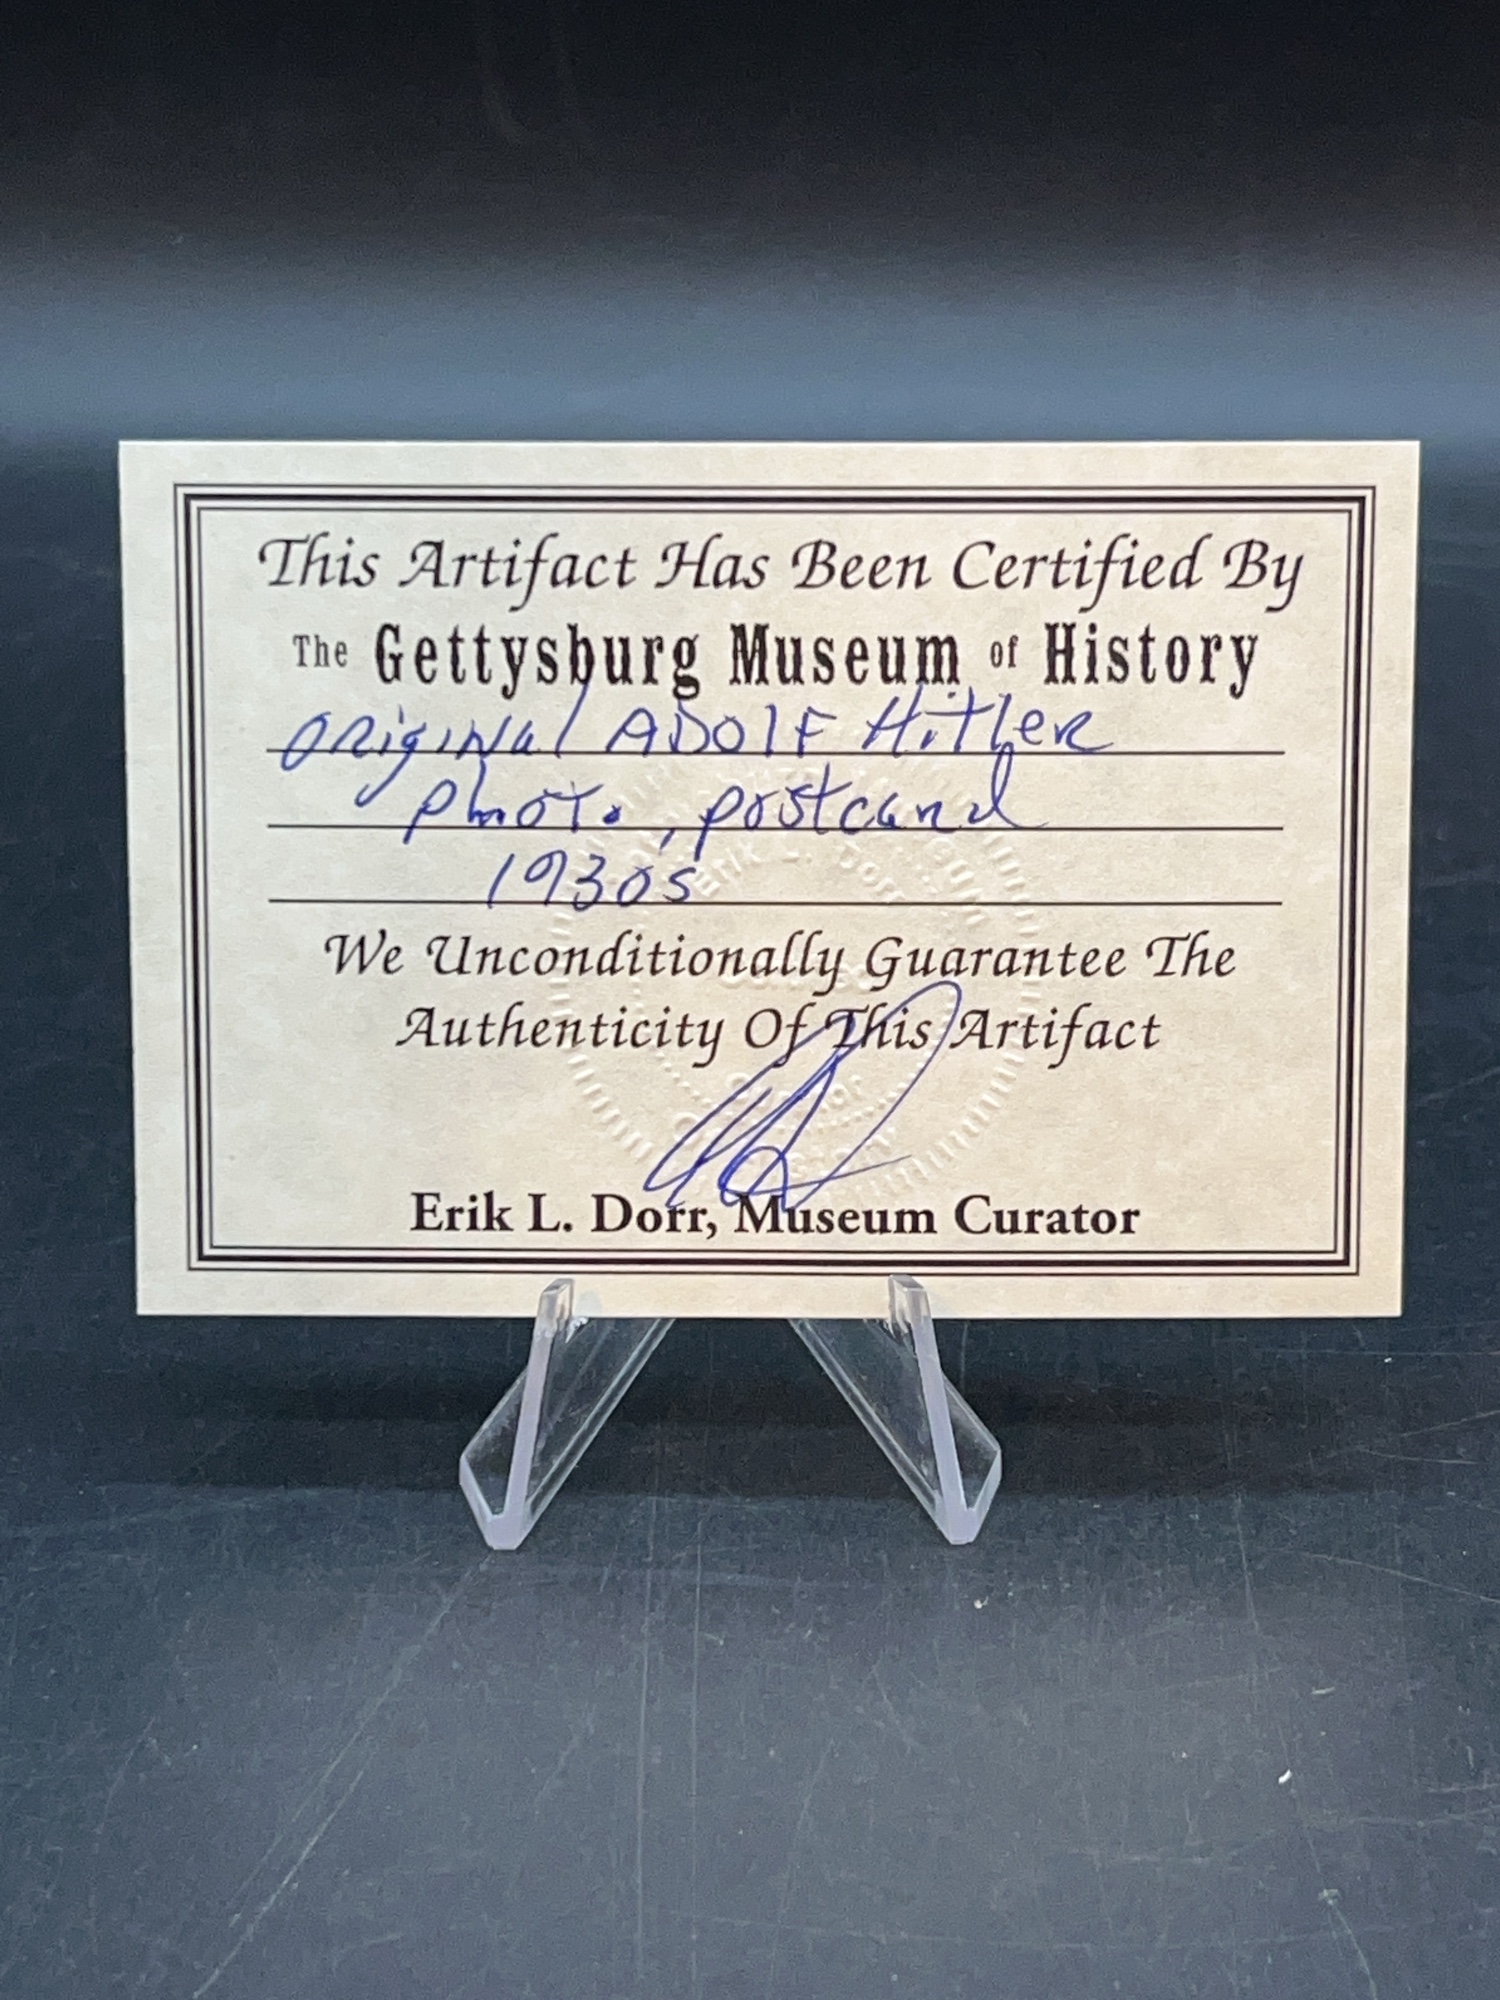 This Artifact Has Been Certified By
The Gettysburg Museum of History
Original ADOlF HitlER
photo, postcard
1930s
We Unconditionally Guarantee The
Authenticity Of This Artifact
Erik L. Dorr, Museum Curator